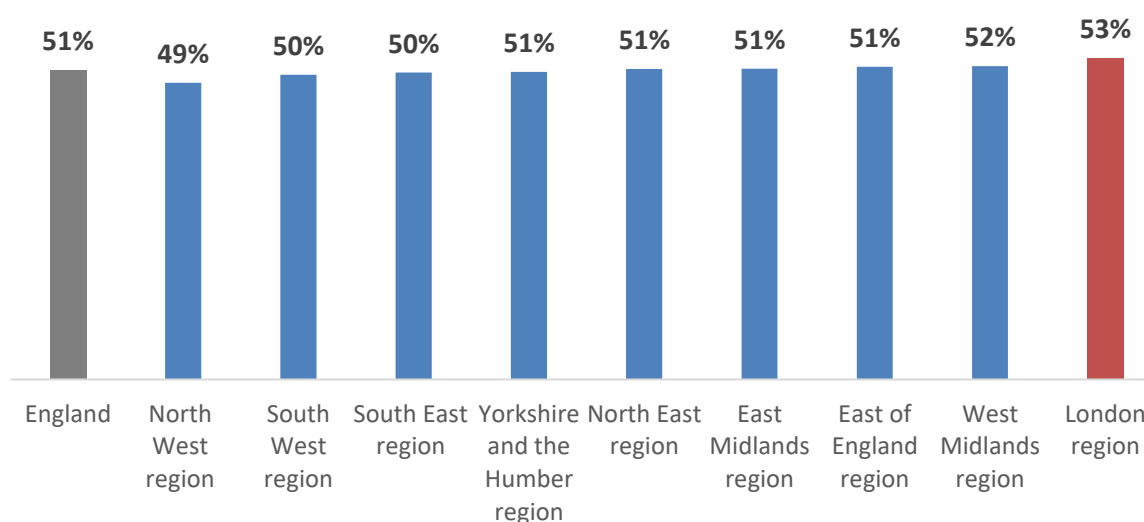 51%
49%
50%
50%
51%
51%
51%
51%
52%
53%
England
North
West
region
South
West
region
South East
region
Yorkshire
and the
Humber
region
North East
region
East
Midlands
region
East of
England
region
West
Midlands
region
London
region